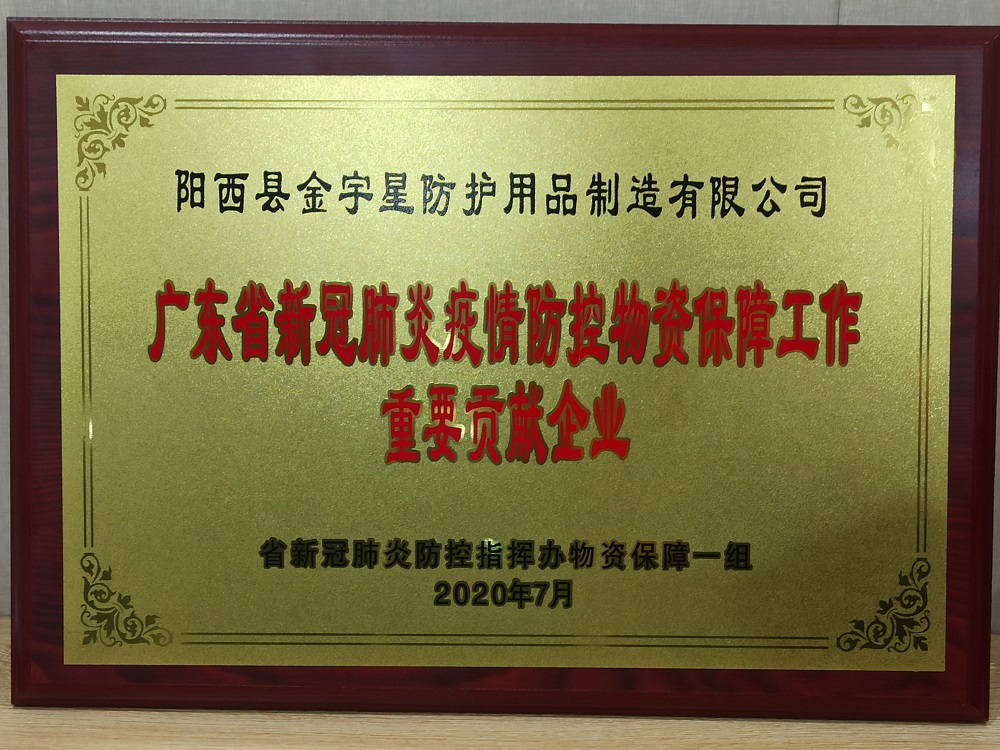 阳西县金宇星防护用品制造有限公司
广东省新冠肺炎疫情防控物资保障工作
重要贡献企业
省新冠肺炎防控指挥办物资保障一组
2020年7月